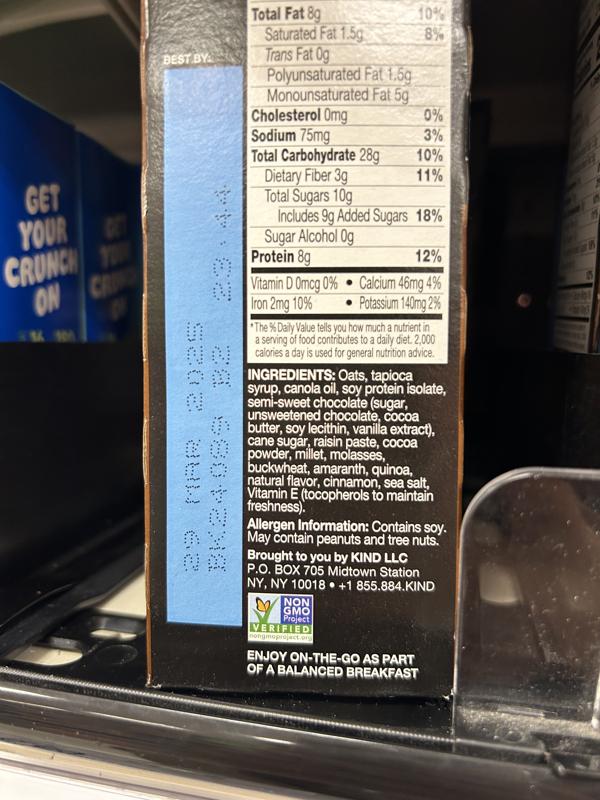 Total Fat 8g 10%
Saturated Fat 1.5g 8%
Trans Fat 0g
Polyunsaturated Fat 1.5g
Monounsaturated Fat 5g
Cholesterol 0mg 0%
Sodium 75mg 3%
Total Carbohydrate 28g 10%
Dietary Fiber 3g 11%
Total Sugars 10g
Includes 9g Added Sugars 18%
Sugar Alcohol 0g
Protein 8g 12%
Vitamin D 0mcg 0% • Calcium 46mg 4%
Iron 2mg 10% • Potassium 140mg 2%
*The % Daily Value tells you how much a nutrient in
a serving of food contributes to a daily diet. 2,000
calories a day is used for general nutrition advice.
INGREDIENTS: Oats, tapioca
syrup, canola oil, soy protein isolate,
semi-sweet chocolate (sugar,
unsweetened chocolate, cocoa
butter, soy lecithin, vanilla extract),
cane sugar, raisin paste, cocoa
powder, millet, molasses,
buckwheat, amaranth, quinoa,
natural flavor, cinnamon, sea salt,
Vitamin E (tocopherols to maintain
freshness).
Allergen Information: Contains soy.
May contain peanuts and tree nuts.
Brought to you by KIND LLC
P.O. BOX 705 Midtown Station
NY, NY 10018 • +1 855.884.KIND
NON
GMO
Project
VERIFIED
nongmoproject.org
ENJOY ON-THE-GO AS PART
OF A BALANCED BREAKFAST
BEST BY:
29 MAR 2025
23:44
GET
YOUR
CRUNCH
ON
GET